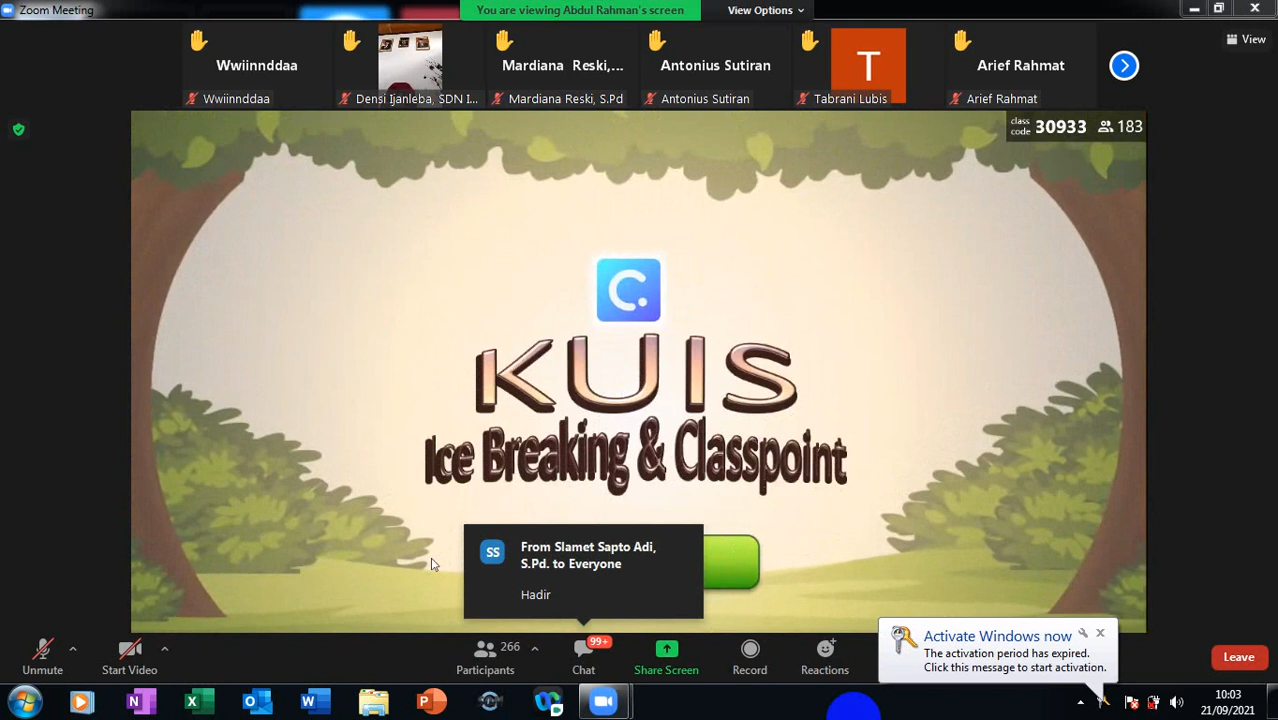 Zoom Meeting
You are viewing Abdul Rahman's screen
View Options
View
Wwiinnddaa
Mardiana Reski,...
Antonius Sutiran
T
Arief Rahmat
Wwiinnddaa
Densi Ijanleba, SDN I...
Mardiana Reski, S.Pd
Antonius Sutiran
Tabrani Lubis
Arief Rahmat
class code 30933 183
C.
KUIS
Ice Breaking & Classpoint
SS
From Slamet Sapto Adi,
S.Pd. to Everyone
Hadir
Unmute
Start Video
266
Participants
99+
Chat
Share Screen
Record
Reactions
Activate Windows now
The activation period has expired.
Click this message to start activation.
Leave
10:03
21/09/2021